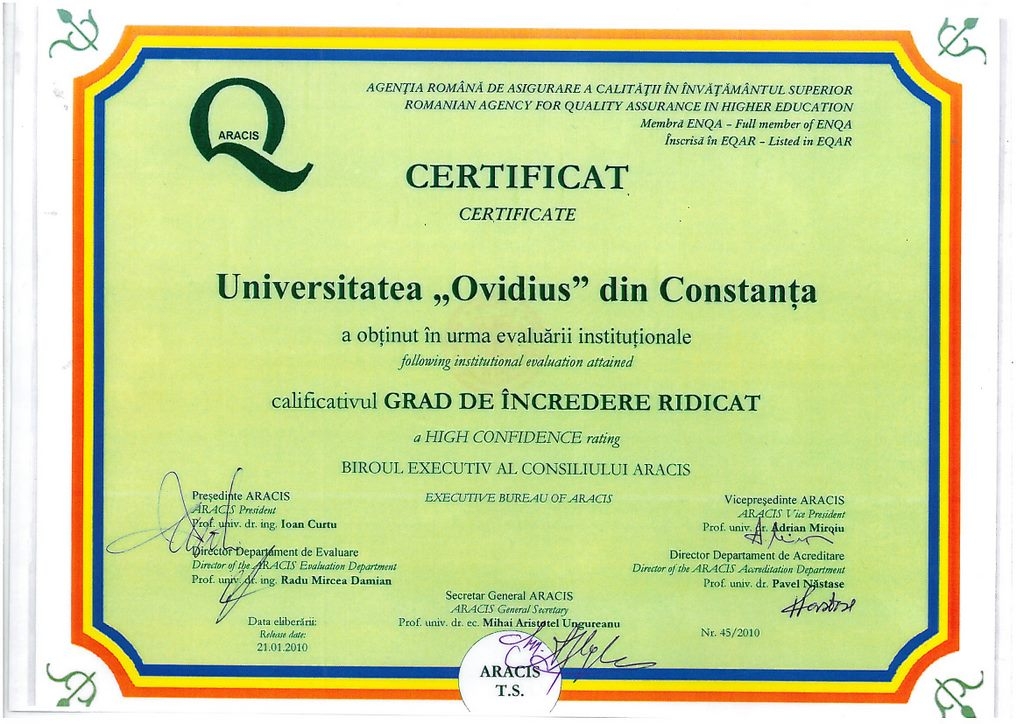 ARACIS
AGENȚIA ROMÂNĂ DE ASIGURARE A CALITĂȚII ÎN ÎNVĂȚĂMÂNTUL SUPERIOR
ROMANIAN AGENCY FOR QUALITY ASSURANCE IN HIGHER EDUCATION
Membră ENQA – Full member of ENQA
Înscrisă în EQAR – Listed in EQAR
CERTIFICAT
CERTIFICATE
Universitatea „Ovidius” din Constanța
a obținut în urma evaluării instituționale
following institutional evaluation attained
calificativul GRAD DE ÎNCREDERE RIDICAT
a HIGH CONFIDENCE rating
BIROUL EXECUTIV AL CONSILIULUI ARACIS
EXECUTIVE BUREAU OF ARACIS
Președinte ARACIS
ARACIS President
Prof. univ. dr. ing. Ioan Curtu
Vicepreședinte ARACIS
ARACIS Vice President
Prof. univ. dr. Adrian Miroiu
Director Departament de Evaluare
Director of the ARACIS Evaluation Department
Prof. univ. dr. ing. Radu Mircea Damian
Director Departament de Acreditare
Director of the ARACIS Accreditation Department
Prof. univ. dr. Pavel Năstase
Secretar General ARACIS
ARACIS General Secretary
Prof. univ. dr. ec. Mihai Aristotel Ungureanu
Data eliberării:
Release date:
21.01.2010
Nr. 45/2010
ARACIS
T.S.